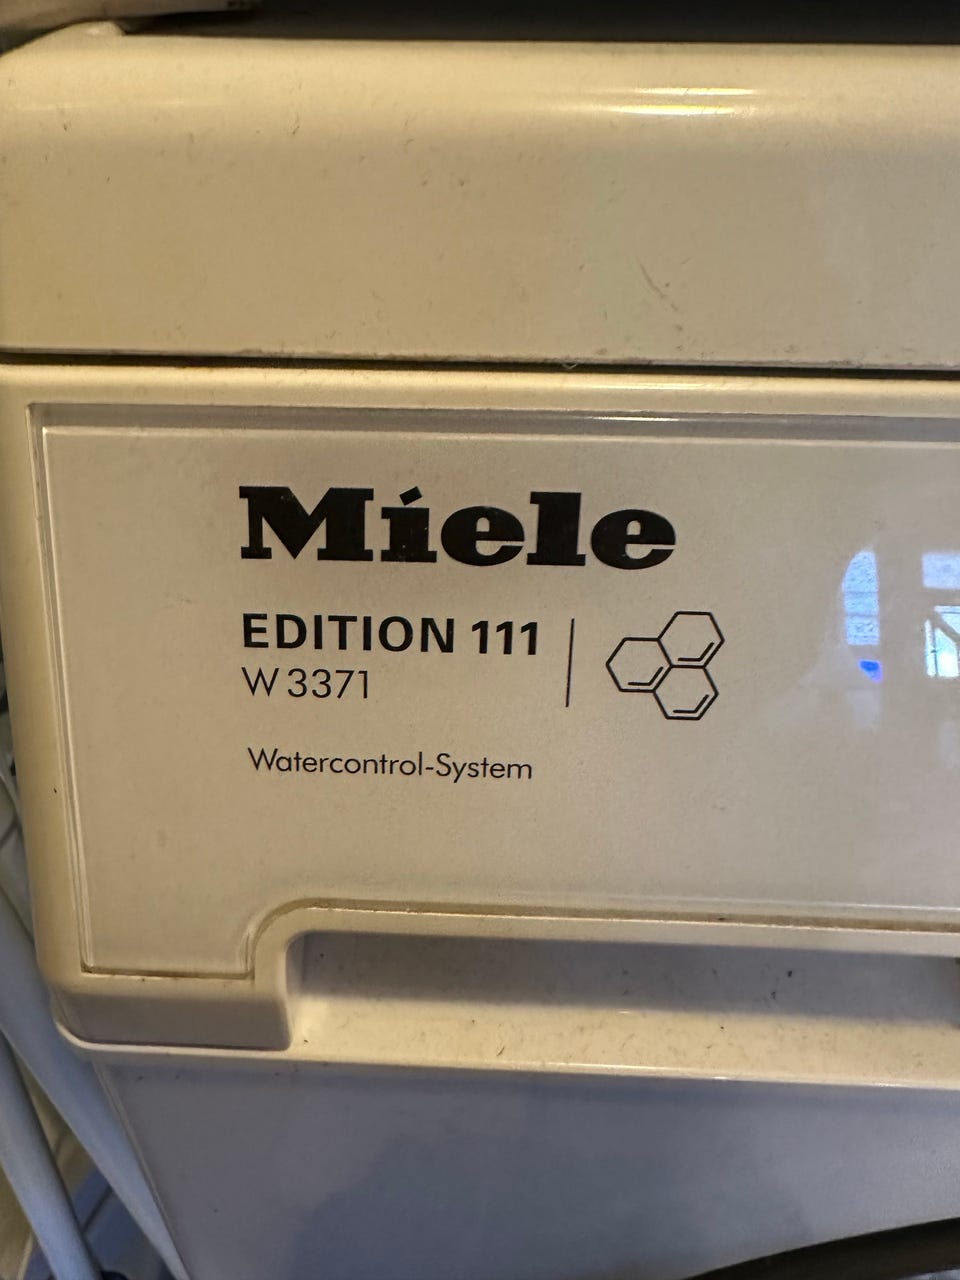 Miele
EDITION 111
W 3371
Watercontrol-System